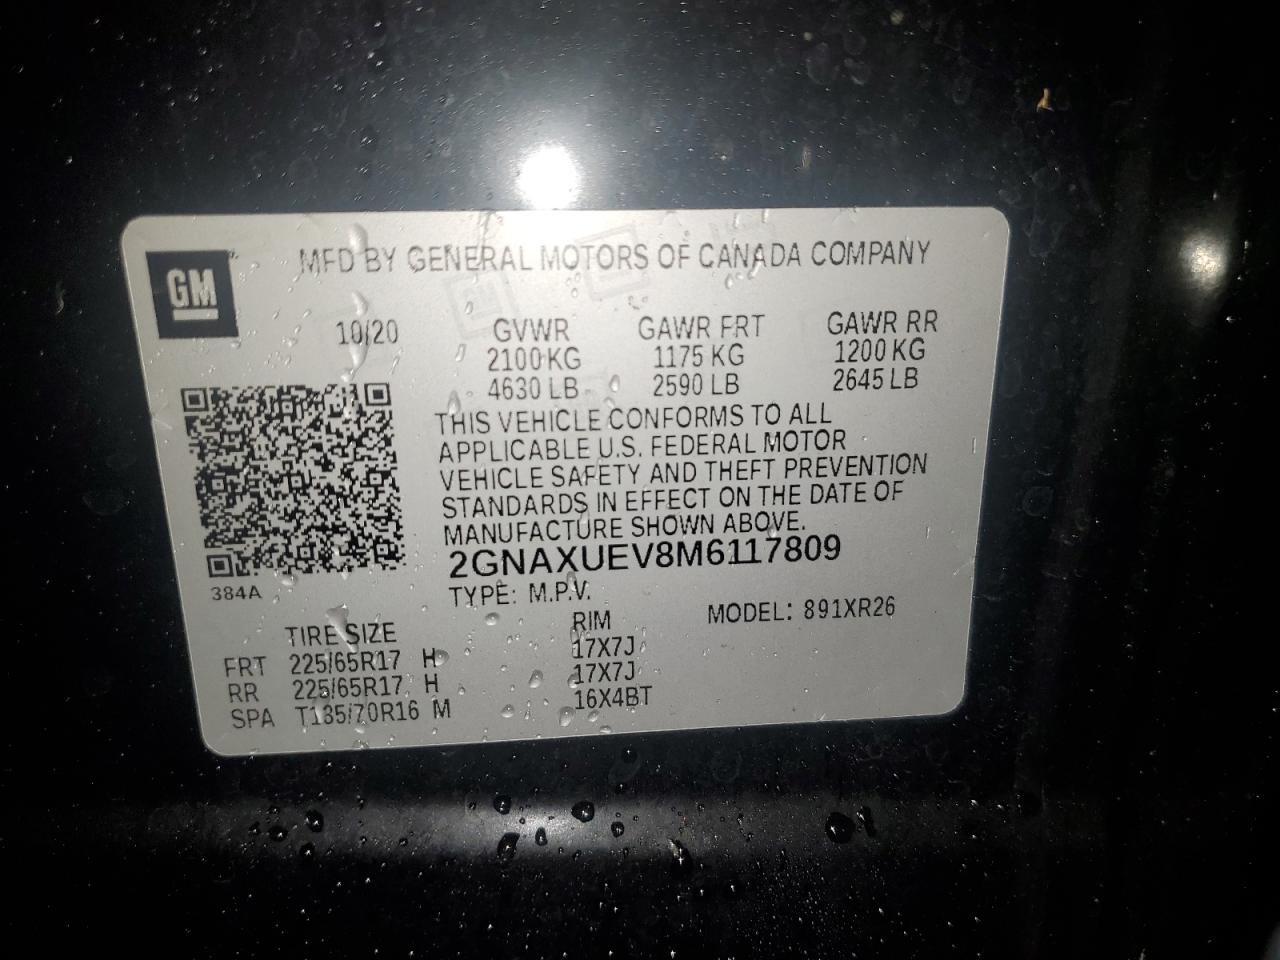 GM
MFD BY GENERAL MOTORS OF CANADA COMPANY
10/20 GVWR GAWR FRT GAWR RR
2100 KG 1175 KG 1200 KG
4630 LB 2590 LB 2645 LB
THIS VEHICLE CONFORMS TO ALL
APPLICABLE U.S. FEDERAL MOTOR
VEHICLE SAFETY AND THEFT PREVENTION
STANDARDS IN EFFECT ON THE DATE OF
MANUFACTURE SHOWN ABOVE.
2GNAXUEV8M6117809
384A
TYPE: M.P.V. MODEL: 891XR26
TIRE SIZE RIM
FRT 225/65R17 H 17X7J
RR 225/65R17 H 17X7J
SPA T135/70R16 M 16X4BT